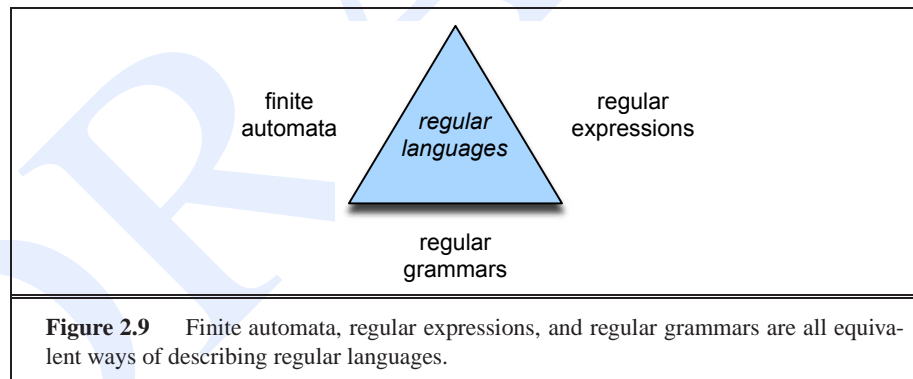 finite
automata
regular
languages
regular
expressions
regular
grammars
Figure 2.9 Finite automata, regular expressions, and regular grammars are all equiva-
lent ways of describing regular languages.